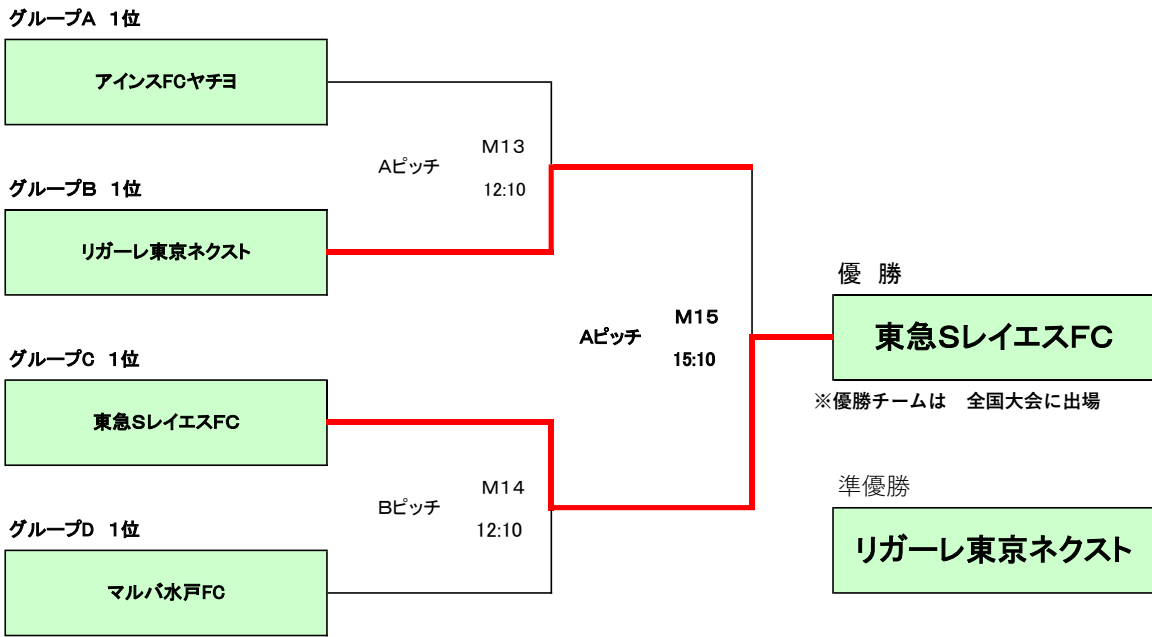 グループA 1位
アインスFCヤチヨ
Aピッチ
M13
12:10
グループB 1位
リガーレ東京ネクスト
Aピッチ
M15
15:10
優 勝
東急SレイエスFC
※優勝チームは 全国大会に出場
グループC 1位
東急SレイエスFC
Bピッチ
M14
12:10
準優勝
リガーレ東京ネクスト
グループD 1位
マルバ水戸FC